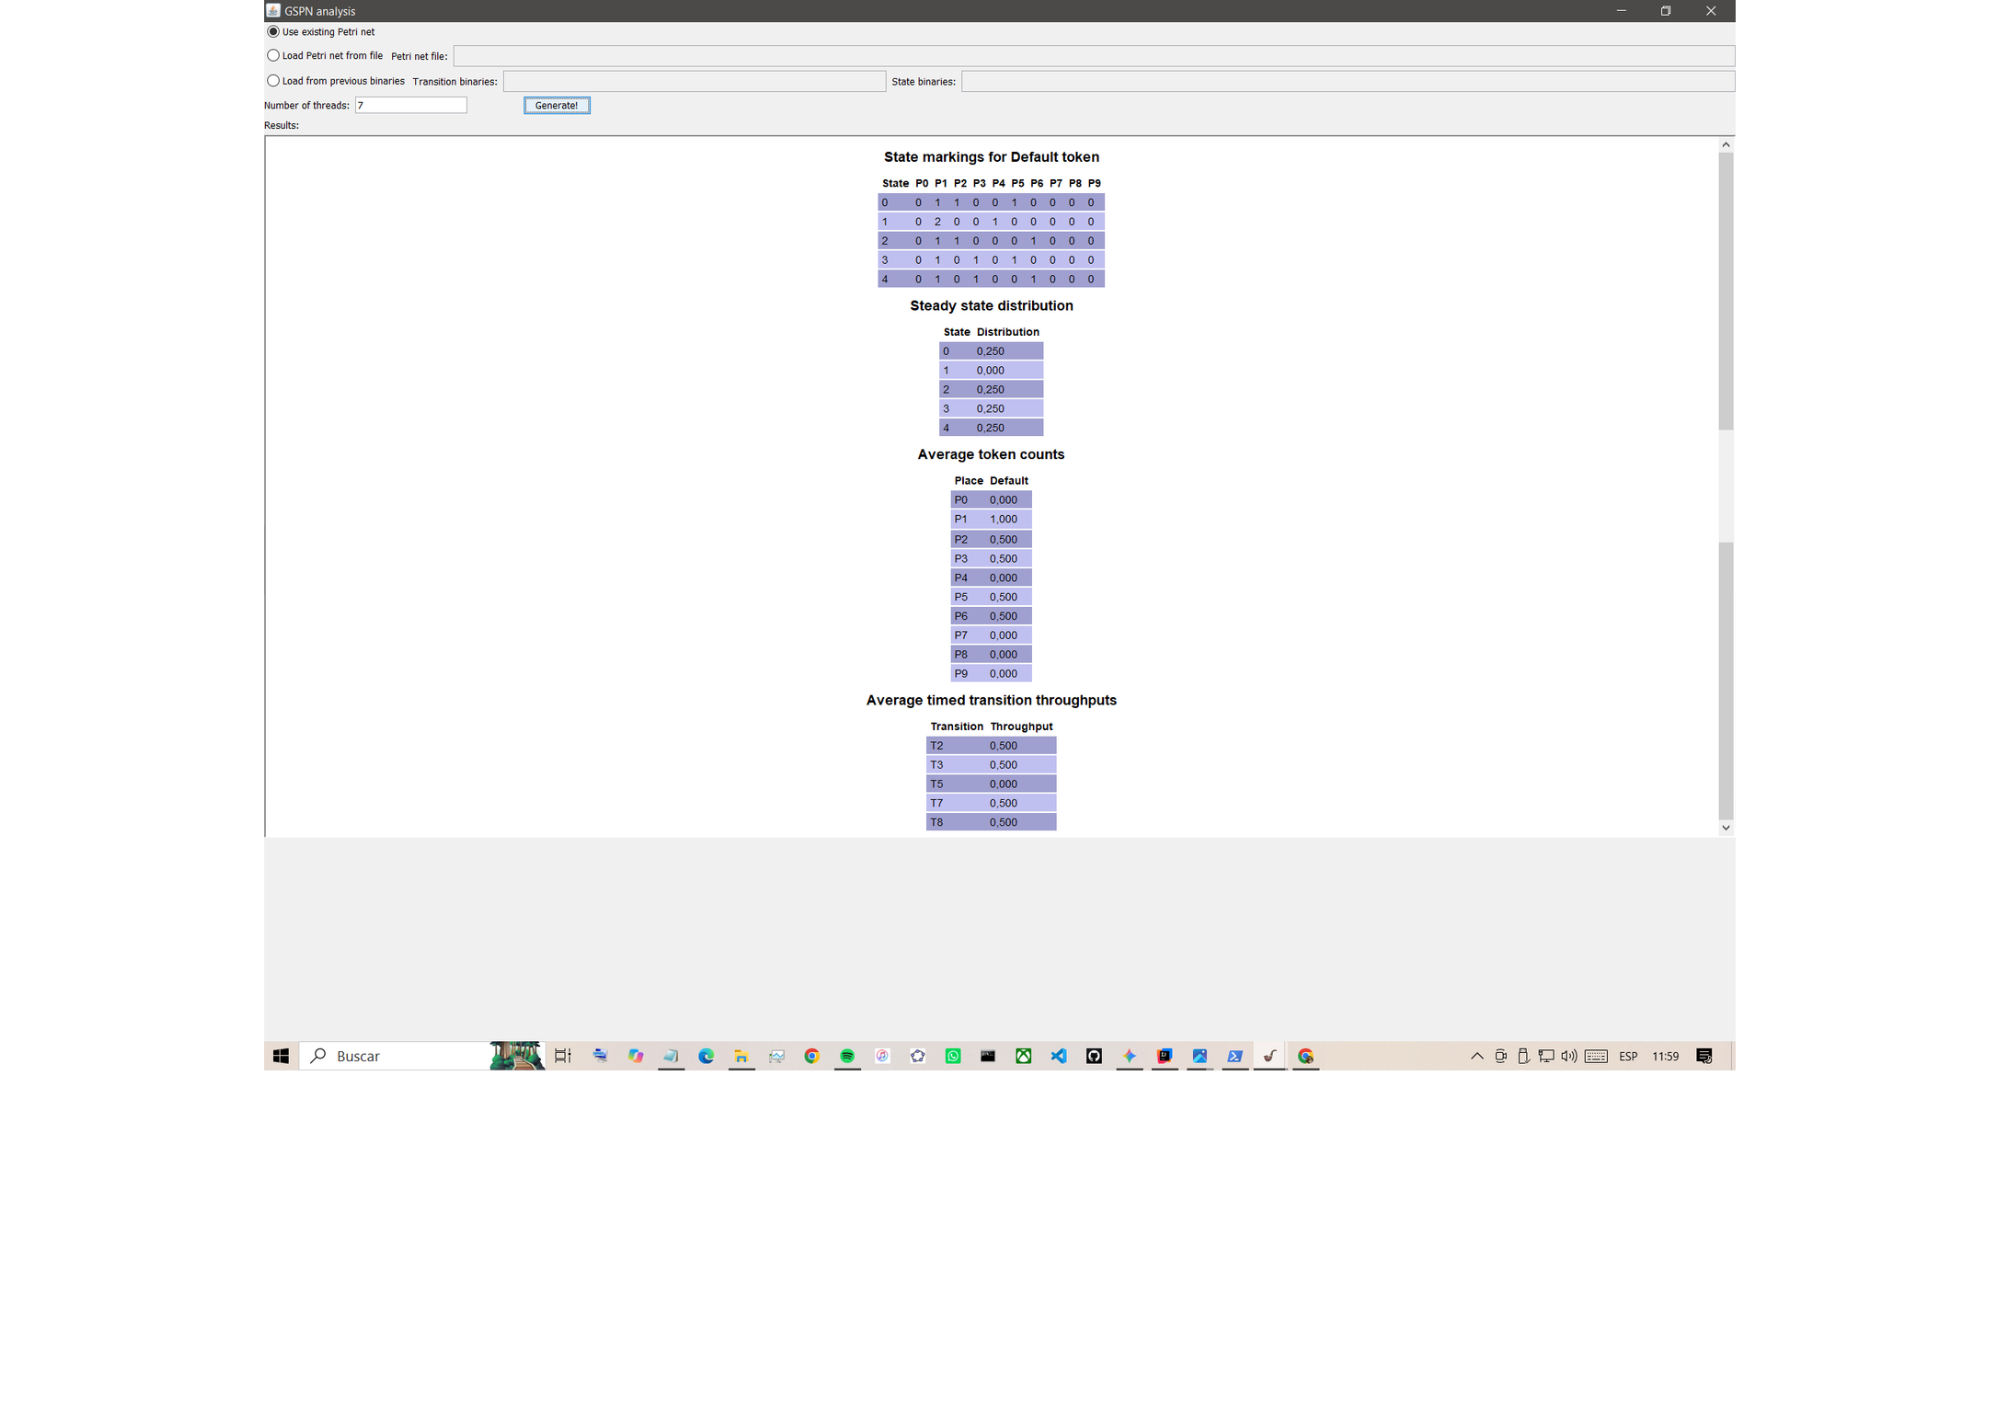 GSPN analysis
Use existing Petri net
Load Petri net from file Petri net file:
Load from previous binaries Transition binaries: State binaries:
Number of threads: 7 Generate!
Results:
State markings for Default token
State P0 P1 P2 P3 P4 P5 P6 P7 P8 P9
0 0 1 1 0 0 1 0 0 0 0
1 0 2 0 0 1 0 0 0 0 0
2 0 1 1 0 0 0 1 0 0 0
3 0 1 0 1 0 1 0 0 0 0
4 0 1 0 1 0 0 1 0 0 0
Steady state distribution
State Distribution
0 0,250
1 0,000
2 0,250
3 0,250
4 0,250
Average token counts
Place Default
P0 0,000
P1 1,000
P2 0,500
P3 0,500
P4 0,000
P5 0,500
P6 0,500
P7 0,000
P8 0,000
P9 0,000
Average timed transition throughputs
Transition Throughput
T2 0,500
T3 0,500
T5 0,000
T7 0,500
T8 0,500
Buscar ESP 11:59